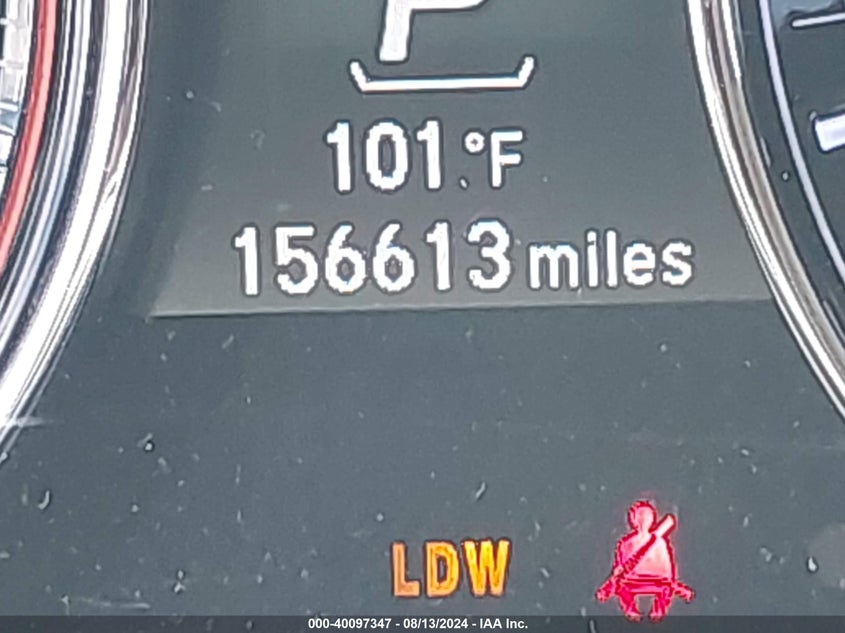 P
101°F
156613 miles
LDW
000-40097347 - 08/13/2024 - IAA Inc.